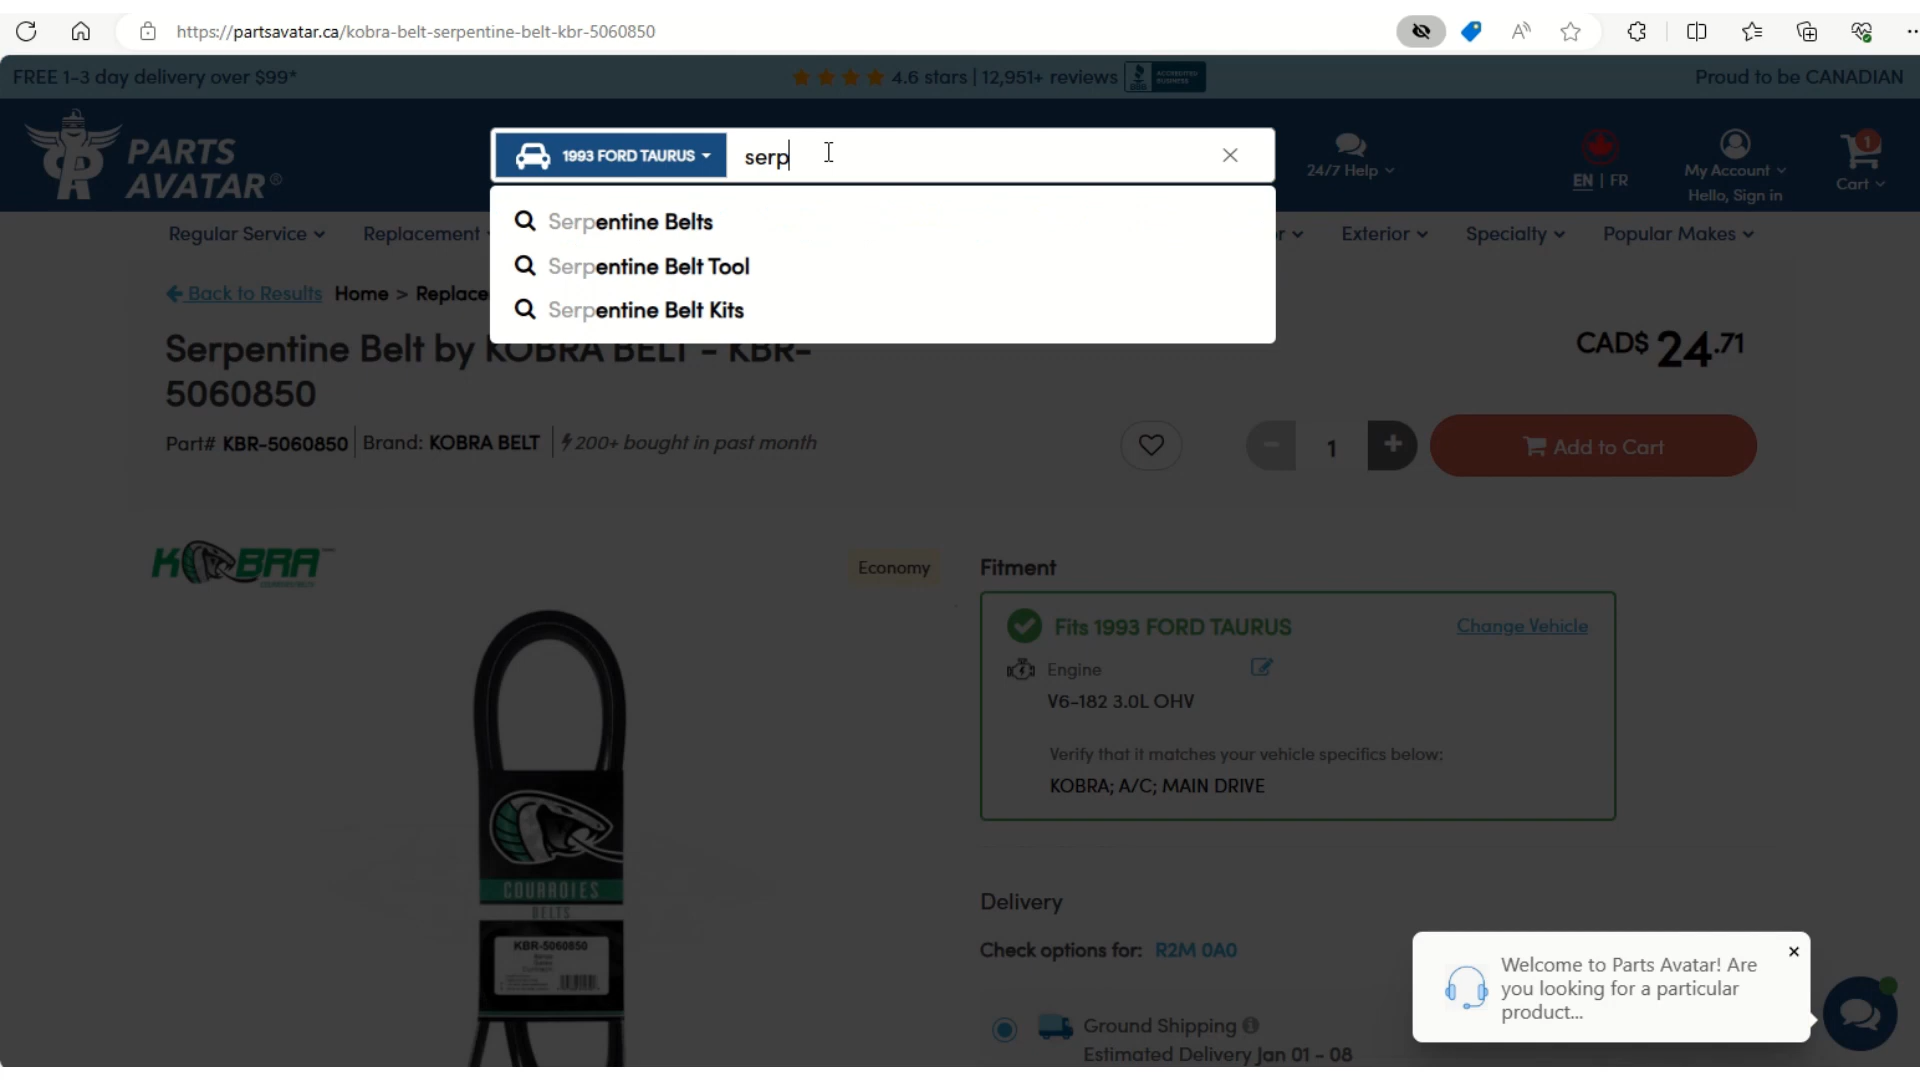 https://partsavatar.ca/kobra-belt-serpentine-belt-kbr-5060850
FREE 1-3 day delivery over $99*
4.6 stars | 12,951+ reviews
ACCREDITED
BUSINESS
Proud to be CANADIAN
PARTS
AVATAR®
1993 FORD TAURUS
serp
24/7 Help
EN | FR
My Account
Hello, Sign in
1
Cart
Serpentine Belts
Serpentine Belt Tool
Serpentine Belt Kits
Regular Service
Replacement
Exterior
Specialty
Popular Makes
Back to Results Home > Replace
Serpentine Belt by KOBRA BELT - KBR-
5060850
CAD$ 24.71
Part# KBR-5060850 Brand: KOBRA BELT 200+ bought in past month
1
Add to Cart
KOBRA
Economy
Fitment
Fits 1993 FORD TAURUS
Change Vehicle
Engine
V6-182 3.0L OHV
Verify that it matches your vehicle specifics below:
KOBRA; A/C; MAIN DRIVE
COURROIES
BELTS
KBR-5060850
Delivery
Check options for: R2M 0A0
Ground Shipping
Estimated Delivery Jan 01 - 08
Welcome to Parts Avatar! Are
you looking for a particular
product...